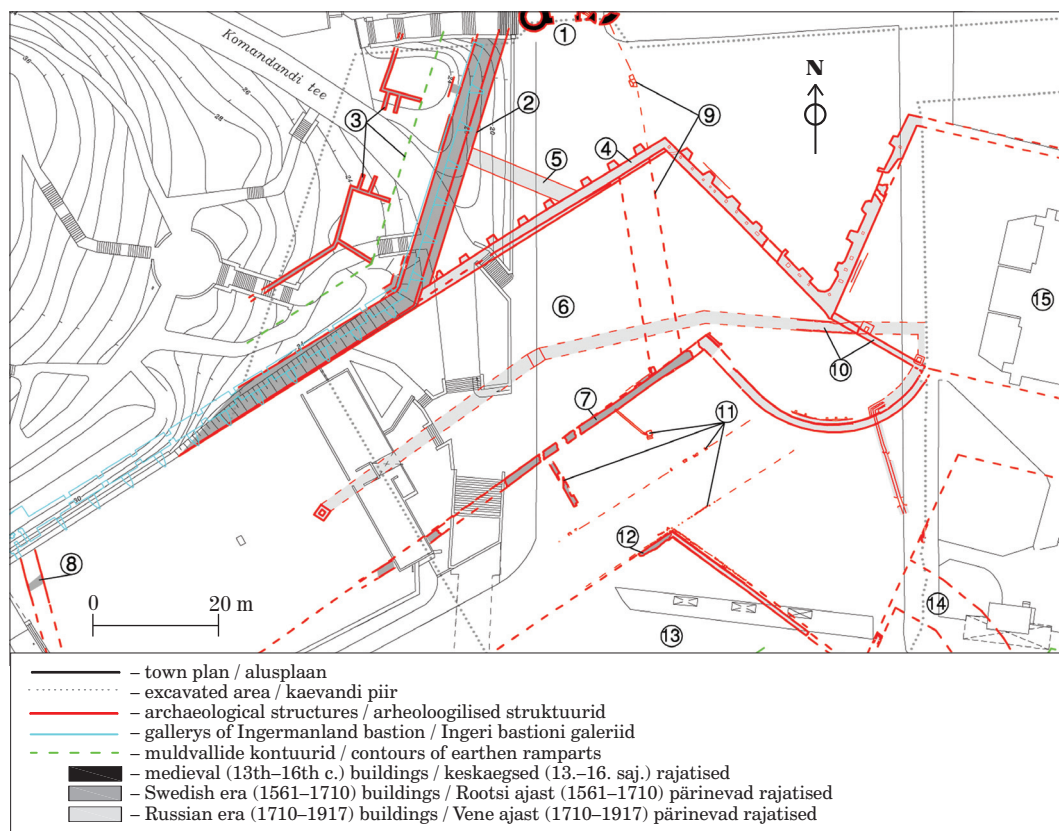 Komandandi tee
N
1
2
3
4
5
6
7
8
9
10
11
12
13
14
15
0 20 m
– town plan / alusplaan
– excavated area / kaevandi piir
– archaeological structures / arheoloogilised struktuurid
– gallerys of Ingermanland bastion / Ingeri bastioni galeriid
– muldvallide kontuurid / contours of earthen ramparts
– medieval (13th–16th c.) buildings / keskaegsed (13.–16. saj.) rajatised
– Swedish era (1561–1710) buildings / Rootsi ajast (1561–1710) pärinevad rajatised
– Russian era (1710–1917) buildings / Vene ajast (1710–1917) pärinevad rajatised